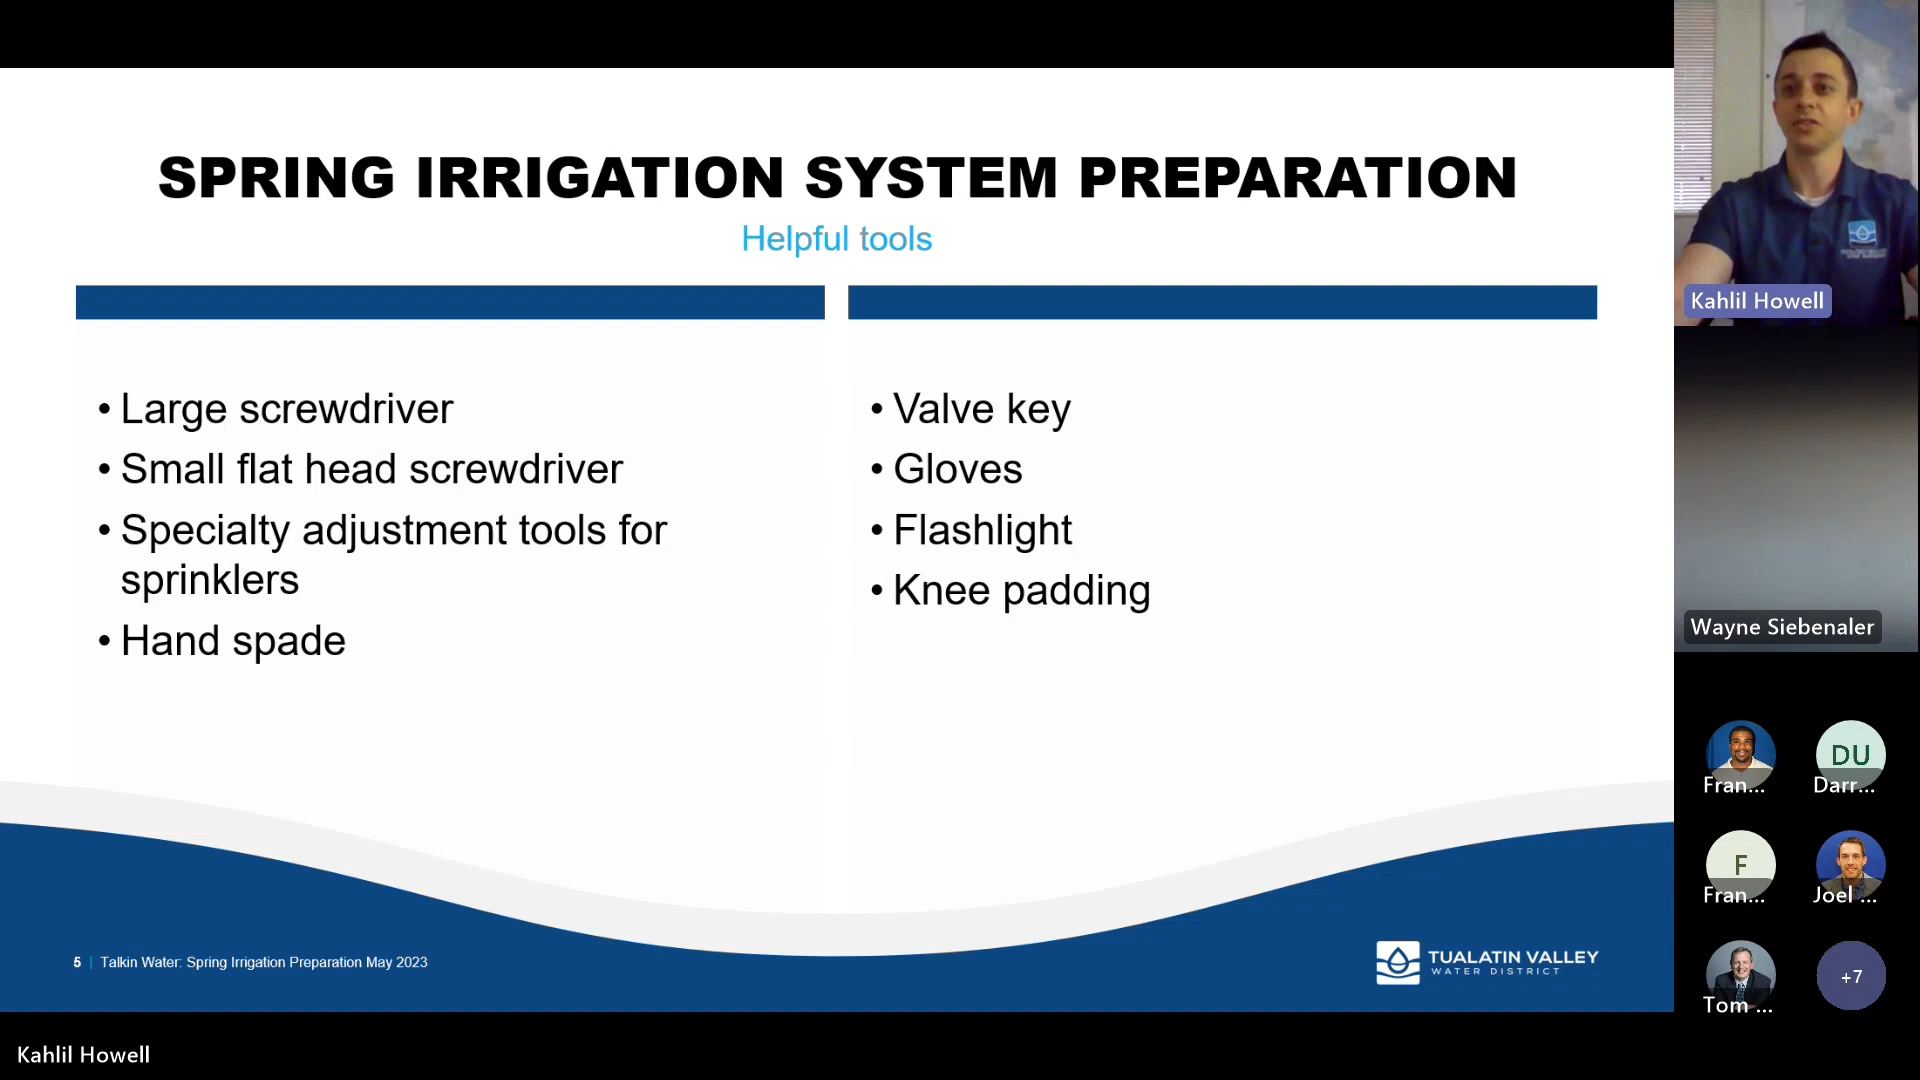 SPRING IRRIGATION SYSTEM PREPARATION
Helpful tools
• Large screwdriver
• Small flat head screwdriver
• Specialty adjustment tools for
sprinklers
• Hand spade
• Valve key
• Gloves
• Flashlight
• Knee padding
5 | Talkin Water: Spring Irrigation Preparation May 2023
TUALATIN VALLEY
WATER DISTRICT
Kahlil Howell
Wayne Siebenaler
DU
Fran...
Darr...
F
Fran...
Joel ...
Tom ...
+7
Kahlil Howell